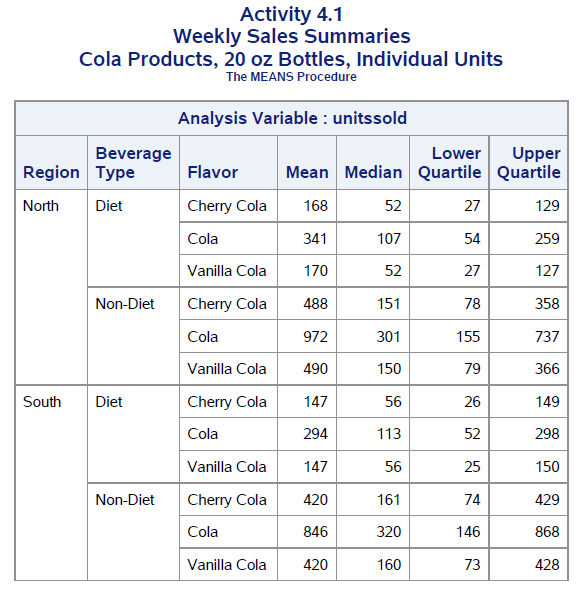 Activity 4.1
Weekly Sales Summaries
Cola Products, 20 oz Bottles, Individual Units
The MEANS Procedure
Analysis Variable : unitssold
Region Beverage Type Flavor Mean Median Lower Quartile Upper Quartile
North Diet Cherry Cola 168 52 27 129
Cola 341 107 54 259
Vanilla Cola 170 52 27 127
Non-Diet Cherry Cola 488 151 78 358
Cola 972 301 155 737
Vanilla Cola 490 150 79 366
South Diet Cherry Cola 147 56 26 149
Cola 294 113 52 298
Vanilla Cola 147 56 25 150
Non-Diet Cherry Cola 420 161 74 429
Cola 846 320 146 868
Vanilla Cola 420 160 73 428